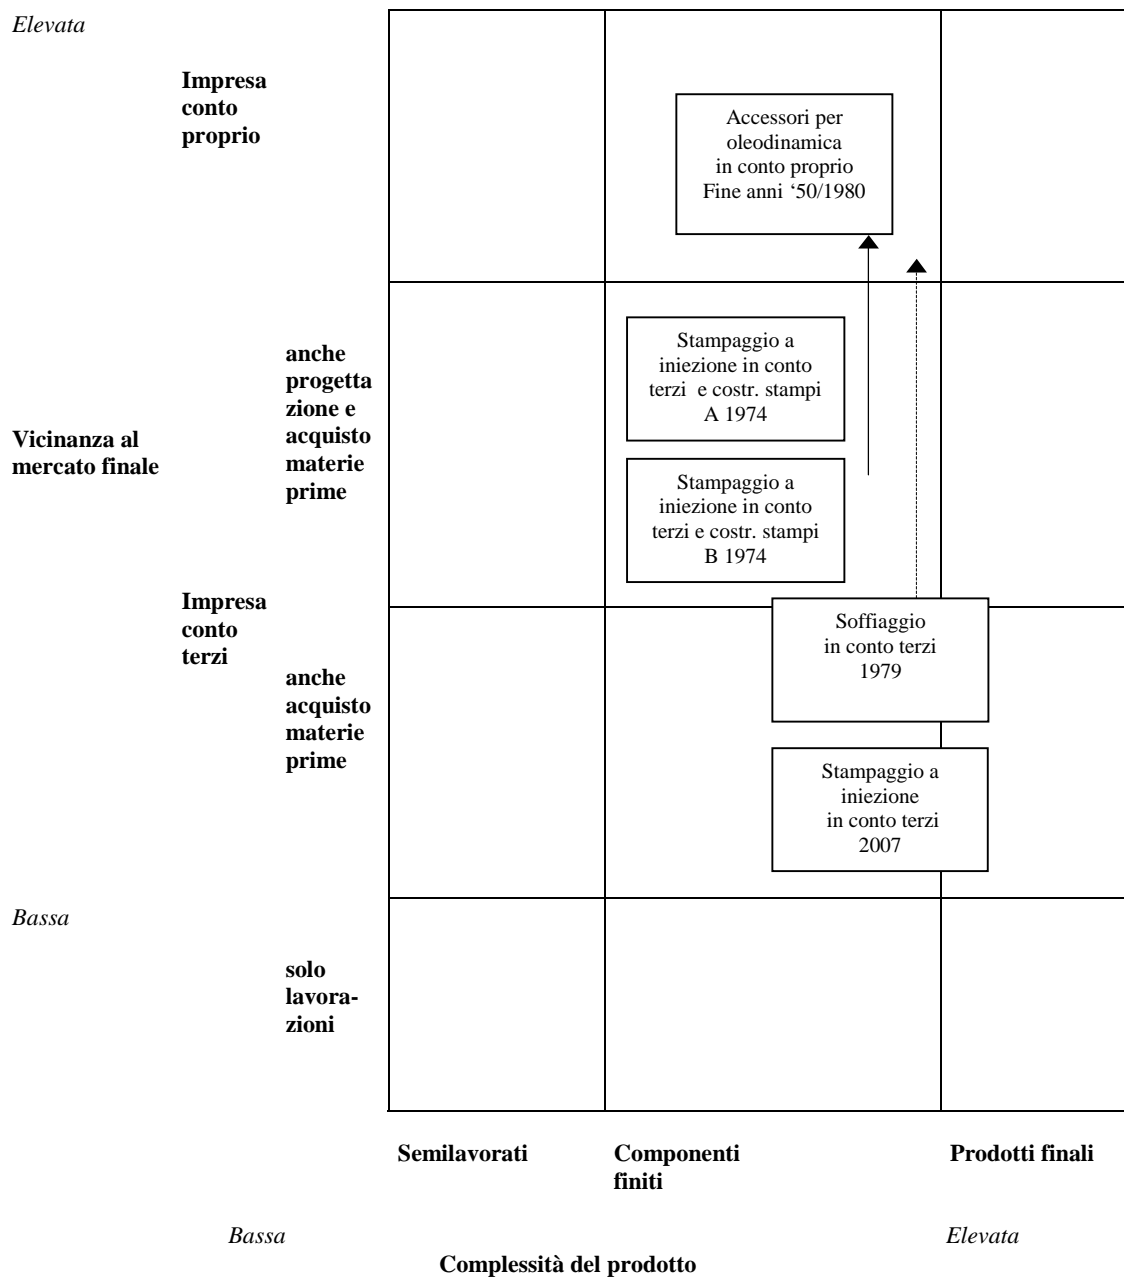 Elevata
Impresa
conto
proprio
Accessori per
oleodinamica
in conto proprio
Fine anni ‘50/1980
anche
progetta
zione e
acquisto
materie
prime
Stampaggio a
iniezione in conto
terzi e costr. stampi
A 1974
Vicinanza al
mercato finale
Stampaggio a
iniezione in conto
terzi e costr. stampi
B 1974
Impresa
conto
terzi
Soffiaggio
in conto terzi
1979
anche
acquisto
materie
prime
Stampaggio a
iniezione
in conto terzi
2007
Bassa
solo
lavora-
zioni
Semilavorati
Componenti
finiti
Prodotti finali
Bassa
Elevata
Complessità del prodotto